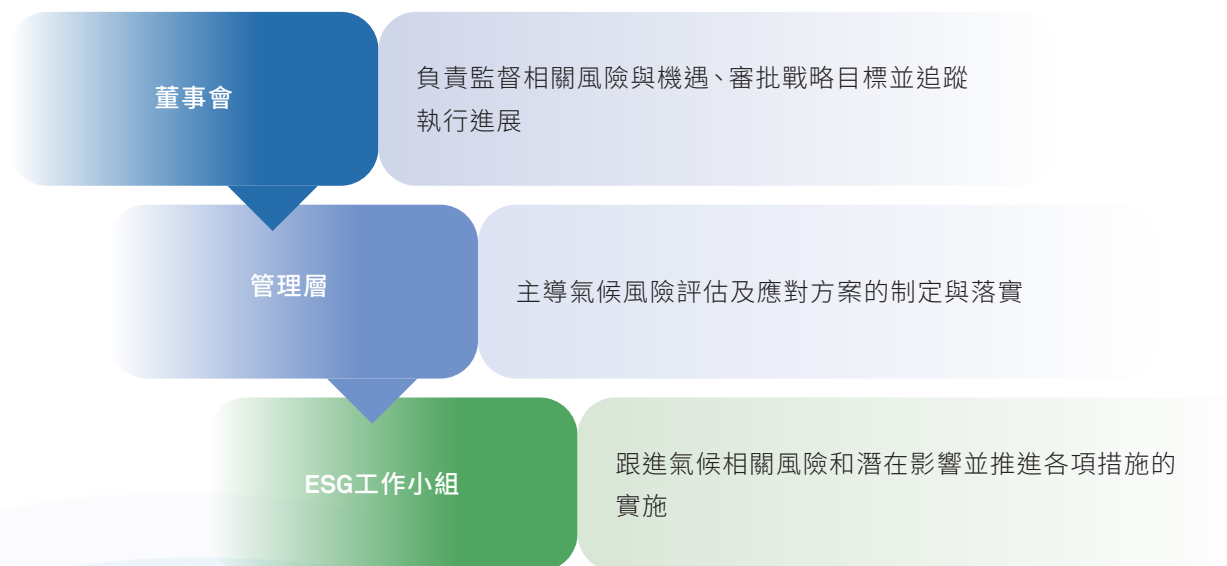 董事會
負責監督相關風險與機遇、審批戰略目標並追蹤
執行進展
管理層
主導氣候風險評估及應對方案的制定與落實
ESG工作小組
跟進氣候相關風險和潛在影響並推進各項措施的
實施